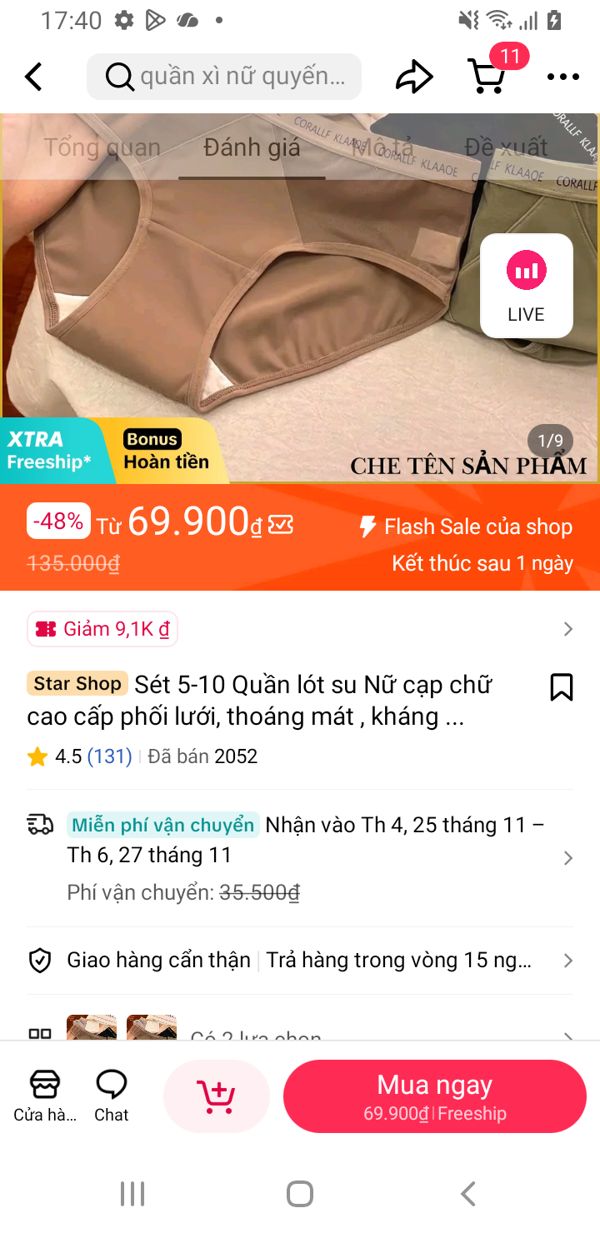 17:40
quần xì nữ quyến...
11
Tổng quan
Đánh giá
Mô tả
Đề xuất
CORALLF KLAAOE
CORALLF KLAAOE
LF KLAAOE
CORALLF
LIVE
XTRA
Freeship*
Bonus
Hoàn tiền
1/9
CHE TÊN SẢN PHẨM
-48% Từ 69.900₫
135.000₫
Flash Sale của shop
Kết thúc sau 1 ngày
Giảm 9,1K ₫
Star Shop Sét 5-10 Quần lót su Nữ cạp chữ
cao cấp phối lưới, thoáng mát , kháng ...
4.5 (131) Đã bán 2052
Miễn phí vận chuyển Nhận vào Th 4, 25 tháng 11 –
Th 6, 27 tháng 11
Phí vận chuyển: 35.500₫
Giao hàng cẩn thận Trả hàng trong vòng 15 ng...
Có 2 lựa chọn
Cửa hà...
Chat
Mua ngay
69.900₫ Freeship